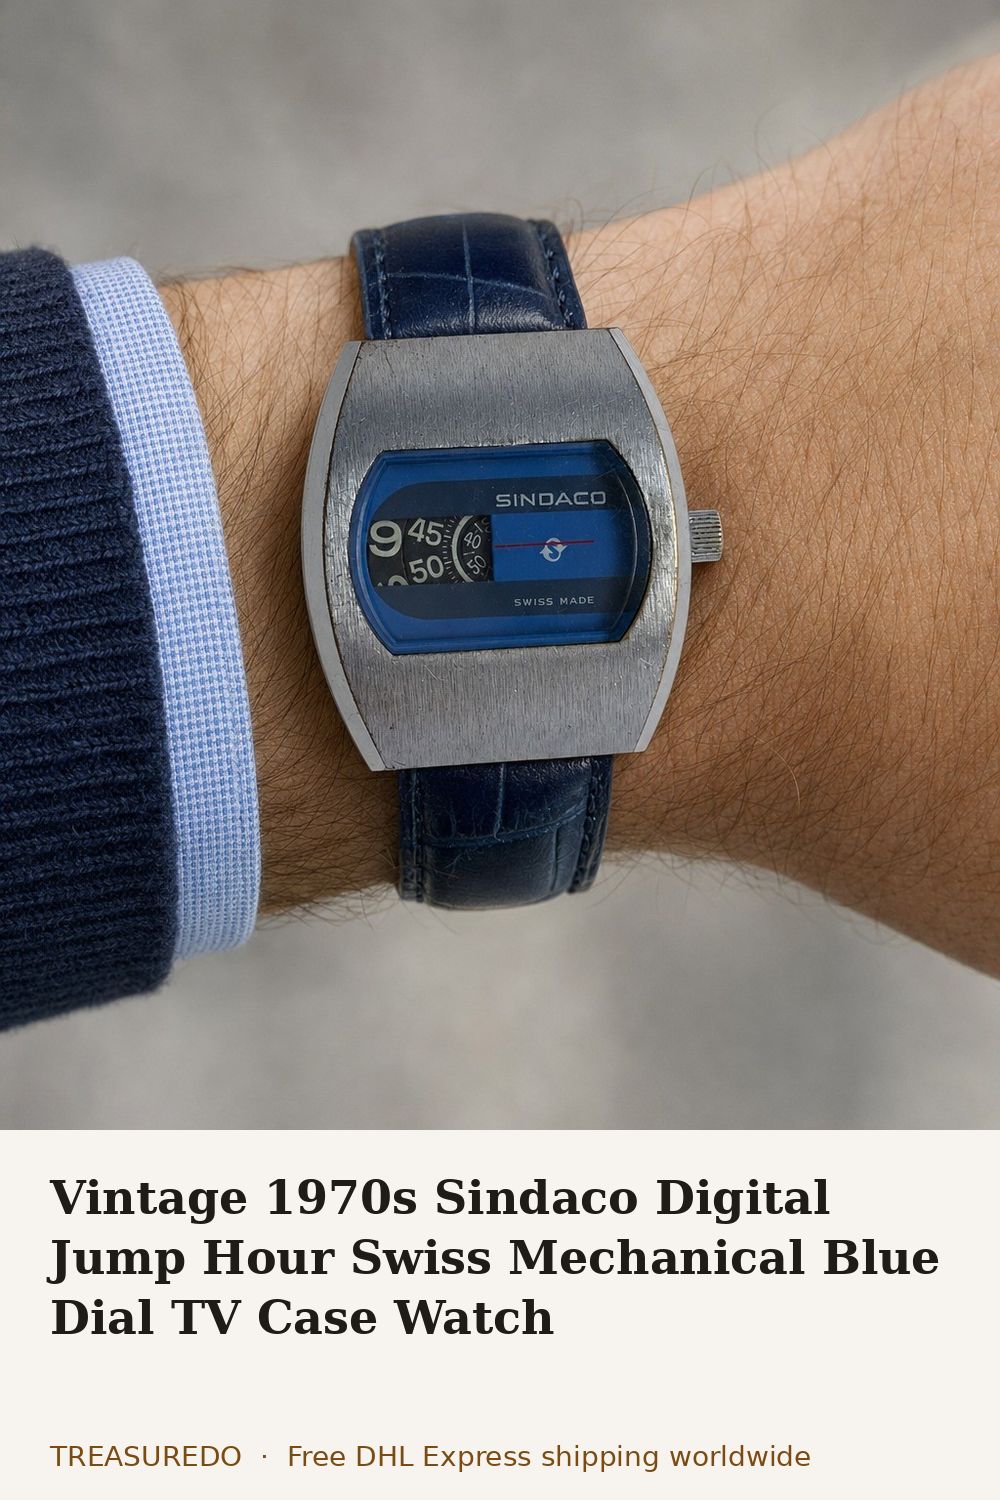 SINDACO
9 45 40
50 50
SWISS MADE
Vintage 1970s Sindaco Digital
Jump Hour Swiss Mechanical Blue
Dial TV Case Watch
TREASUREDO · Free DHL Express shipping worldwide